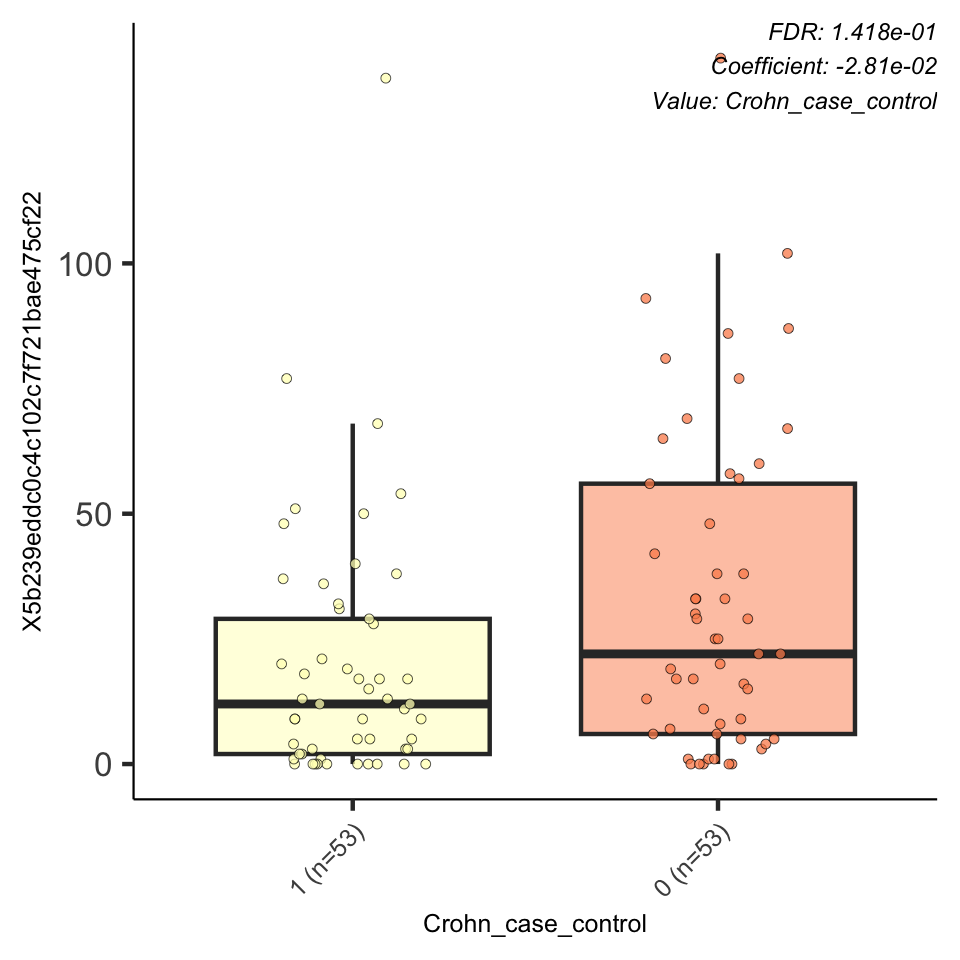 FDR: 1.418e-01
Coefficient: -2.81e-02
Value: Crohn_case_control
X5b239eddc0c4c102c7f721bae475cf22
100
50
0
1 (n=53)
0 (n=53)
Crohn_case_control